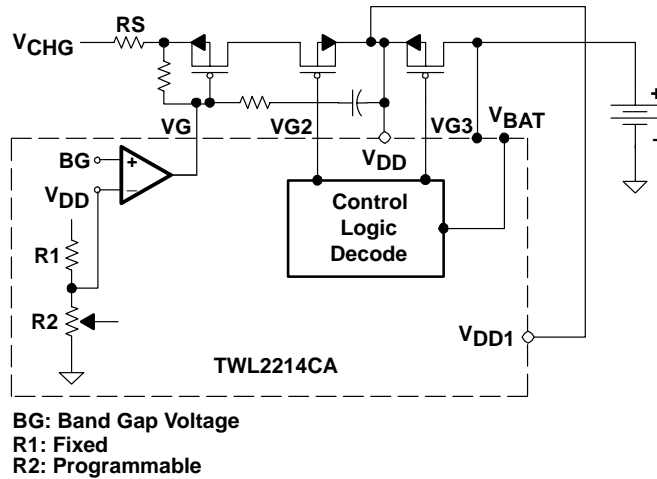 RS
VCHG
VG
VG2
VG3
VBAT
+
−
VDD
BG
+
VDD
−
Control
Logic
Decode
R1
R2
VDD1
TWL2214CA
BG: Band Gap Voltage
R1: Fixed
R2: Programmable